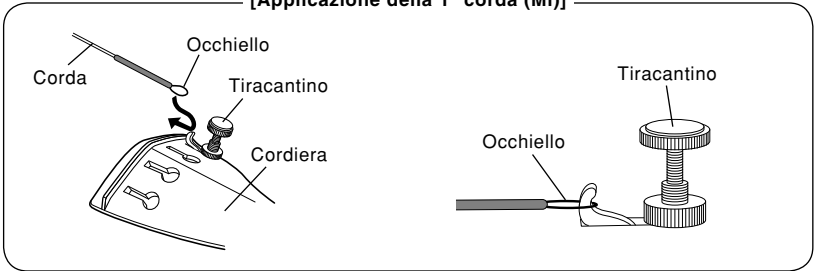 [Applicazione della 1ª corda (Mi)]
Occhiello
Corda
Tiracantino
Cordiera
Tiracantino
Occhiello